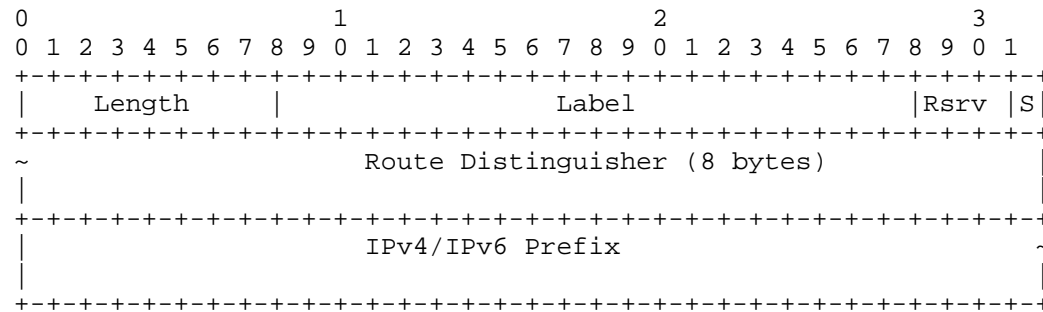 0                   1                   2                   3
0 1 2 3 4 5 6 7 8 9 0 1 2 3 4 5 6 7 8 9 0 1 2 3 4 5 6 7 8 9 0 1
+-+-+-+-+-+-+-+-+-+-+-+-+-+-+-+-+-+-+-+-+-+-+-+-+-+-+-+-+-+-+-+-+
|    Length     |                 Label                 |Rsrv |S|
+-+-+-+-+-+-+-+-+-+-+-+-+-+-+-+-+-+-+-+-+-+-+-+-+-+-+-+-+-+-+-+-+
~                     Route Distinguisher (8 bytes)             |
|                                                               |
+-+-+-+-+-+-+-+-+-+-+-+-+-+-+-+-+-+-+-+-+-+-+-+-+-+-+-+-+-+-+-+-+
|                     IPv4/IPv6 Prefix                          ~
|                                                               |
+-+-+-+-+-+-+-+-+-+-+-+-+-+-+-+-+-+-+-+-+-+-+-+-+-+-+-+-+-+-+-+-+